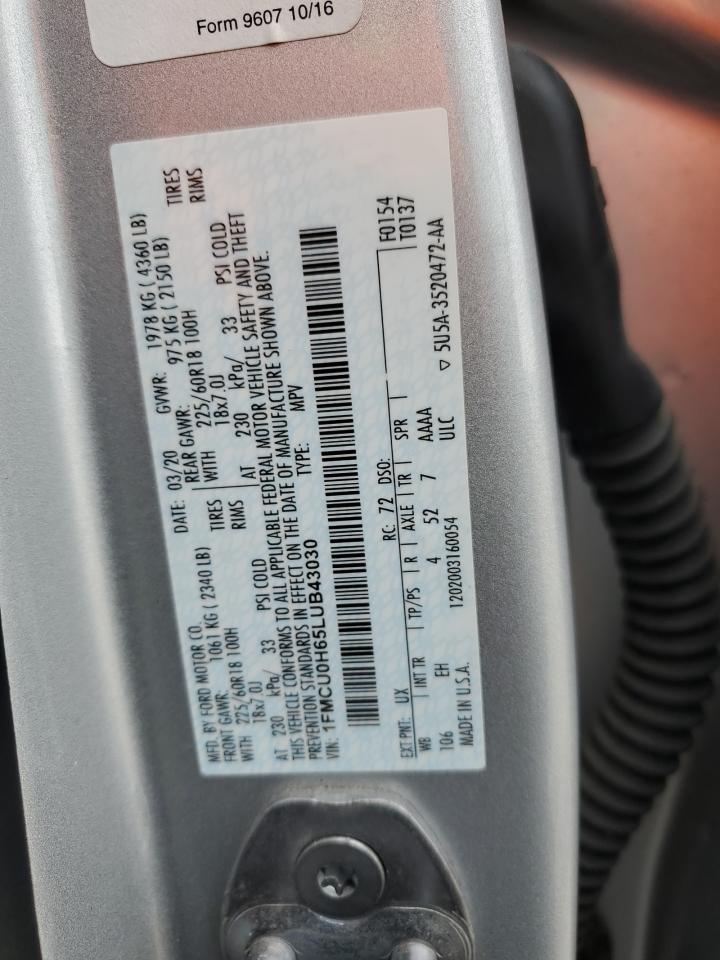 Form 9607 10/16
MFD. BY FORD MOTOR CO. DATE: 03/20 GVWR: 1978 KG ( 4360 LB)
FRONT GAWR: 1061 KG ( 2340 LB) REAR GAWR: 975 KG ( 2150 LB)
WITH 225/60R18 100H TIRES WITH 225/60R18 100H TIRES
18x7.0J RIMS 18x7.0J RIMS
AT 230 kPa/ 33 PSI COLD AT 230 kPa/ 33 PSI COLD
THIS VEHICLE CONFORMS TO ALL APPLICABLE FEDERAL MOTOR VEHICLE SAFETY AND THEFT
PREVENTION STANDARDS IN EFFECT ON THE DATE OF MANUFACTURE SHOWN ABOVE.
VIN: 1FMCU0H65LUB43030 TYPE: MPV
EXT PNT: UX RC: 72 DSO: F0154
T0137
WB INT TR TP/PS R AXLE TR SPR
106 EH 4 52 7 AAAA
MADE IN U.S.A. 1202003160054 ULC ▽ 5U5A-3520472-AA